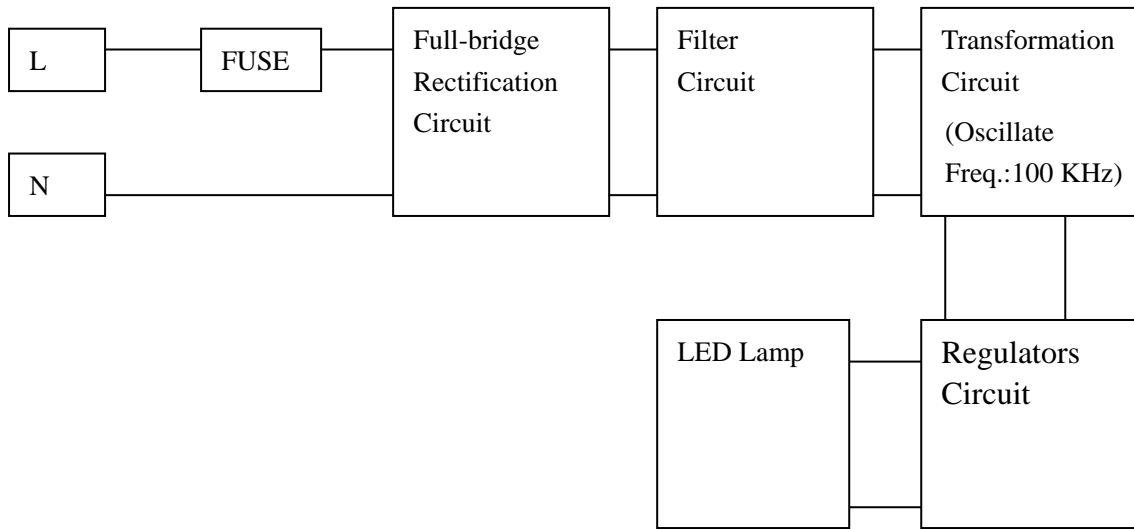 L
FUSE
Full-bridge
Rectification
Circuit
Filter
Circuit
Transformation
Circuit
(Oscillate
Freq.:100 KHz)
N
LED Lamp
Regulators
Circuit